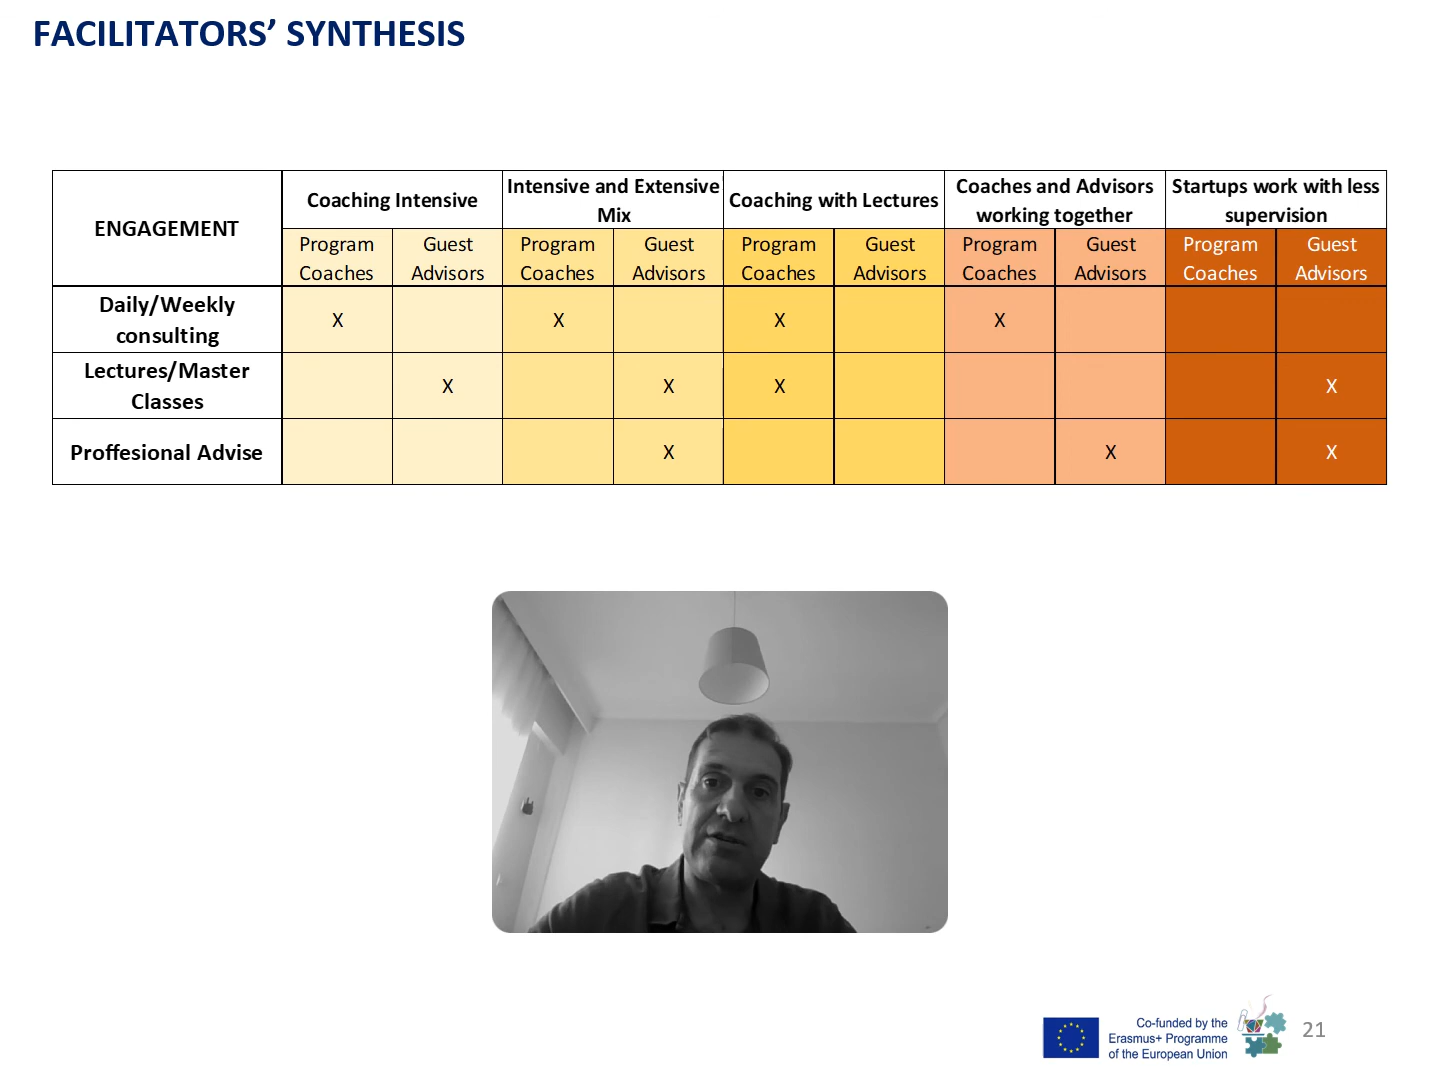 FACILITATORS’ SYNTHESIS
ENGAGEMENT
Coaching Intensive
Intensive and Extensive
Mix
Coaching with Lectures
Coaches and Advisors
working together
Startups work with less
supervision
Program
Coaches
Guest
Advisors
Program
Coaches
Guest
Advisors
Program
Coaches
Guest
Advisors
Program
Coaches
Guest
Advisors
Program
Coaches
Guest
Advisors
Daily/Weekly
consulting
X X X X
Lectures/Master
Classes
X X X X
Proffesional Advise
X X X
Co-funded by the
Erasmus+ Programme
of the European Union
21